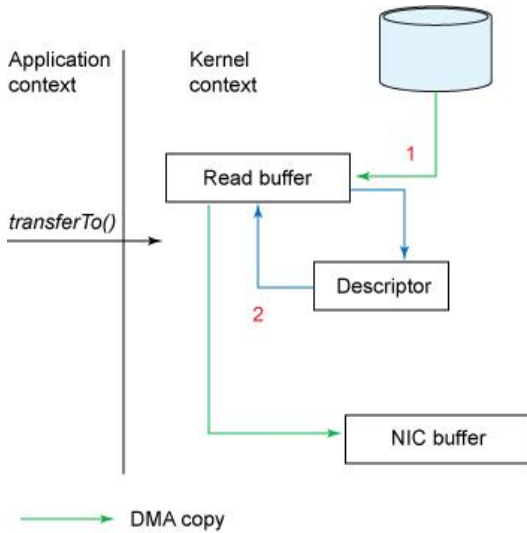 Application
context
Kernel
context
1
Read buffer
transferTo()
Descriptor
2
NIC buffer
DMA copy